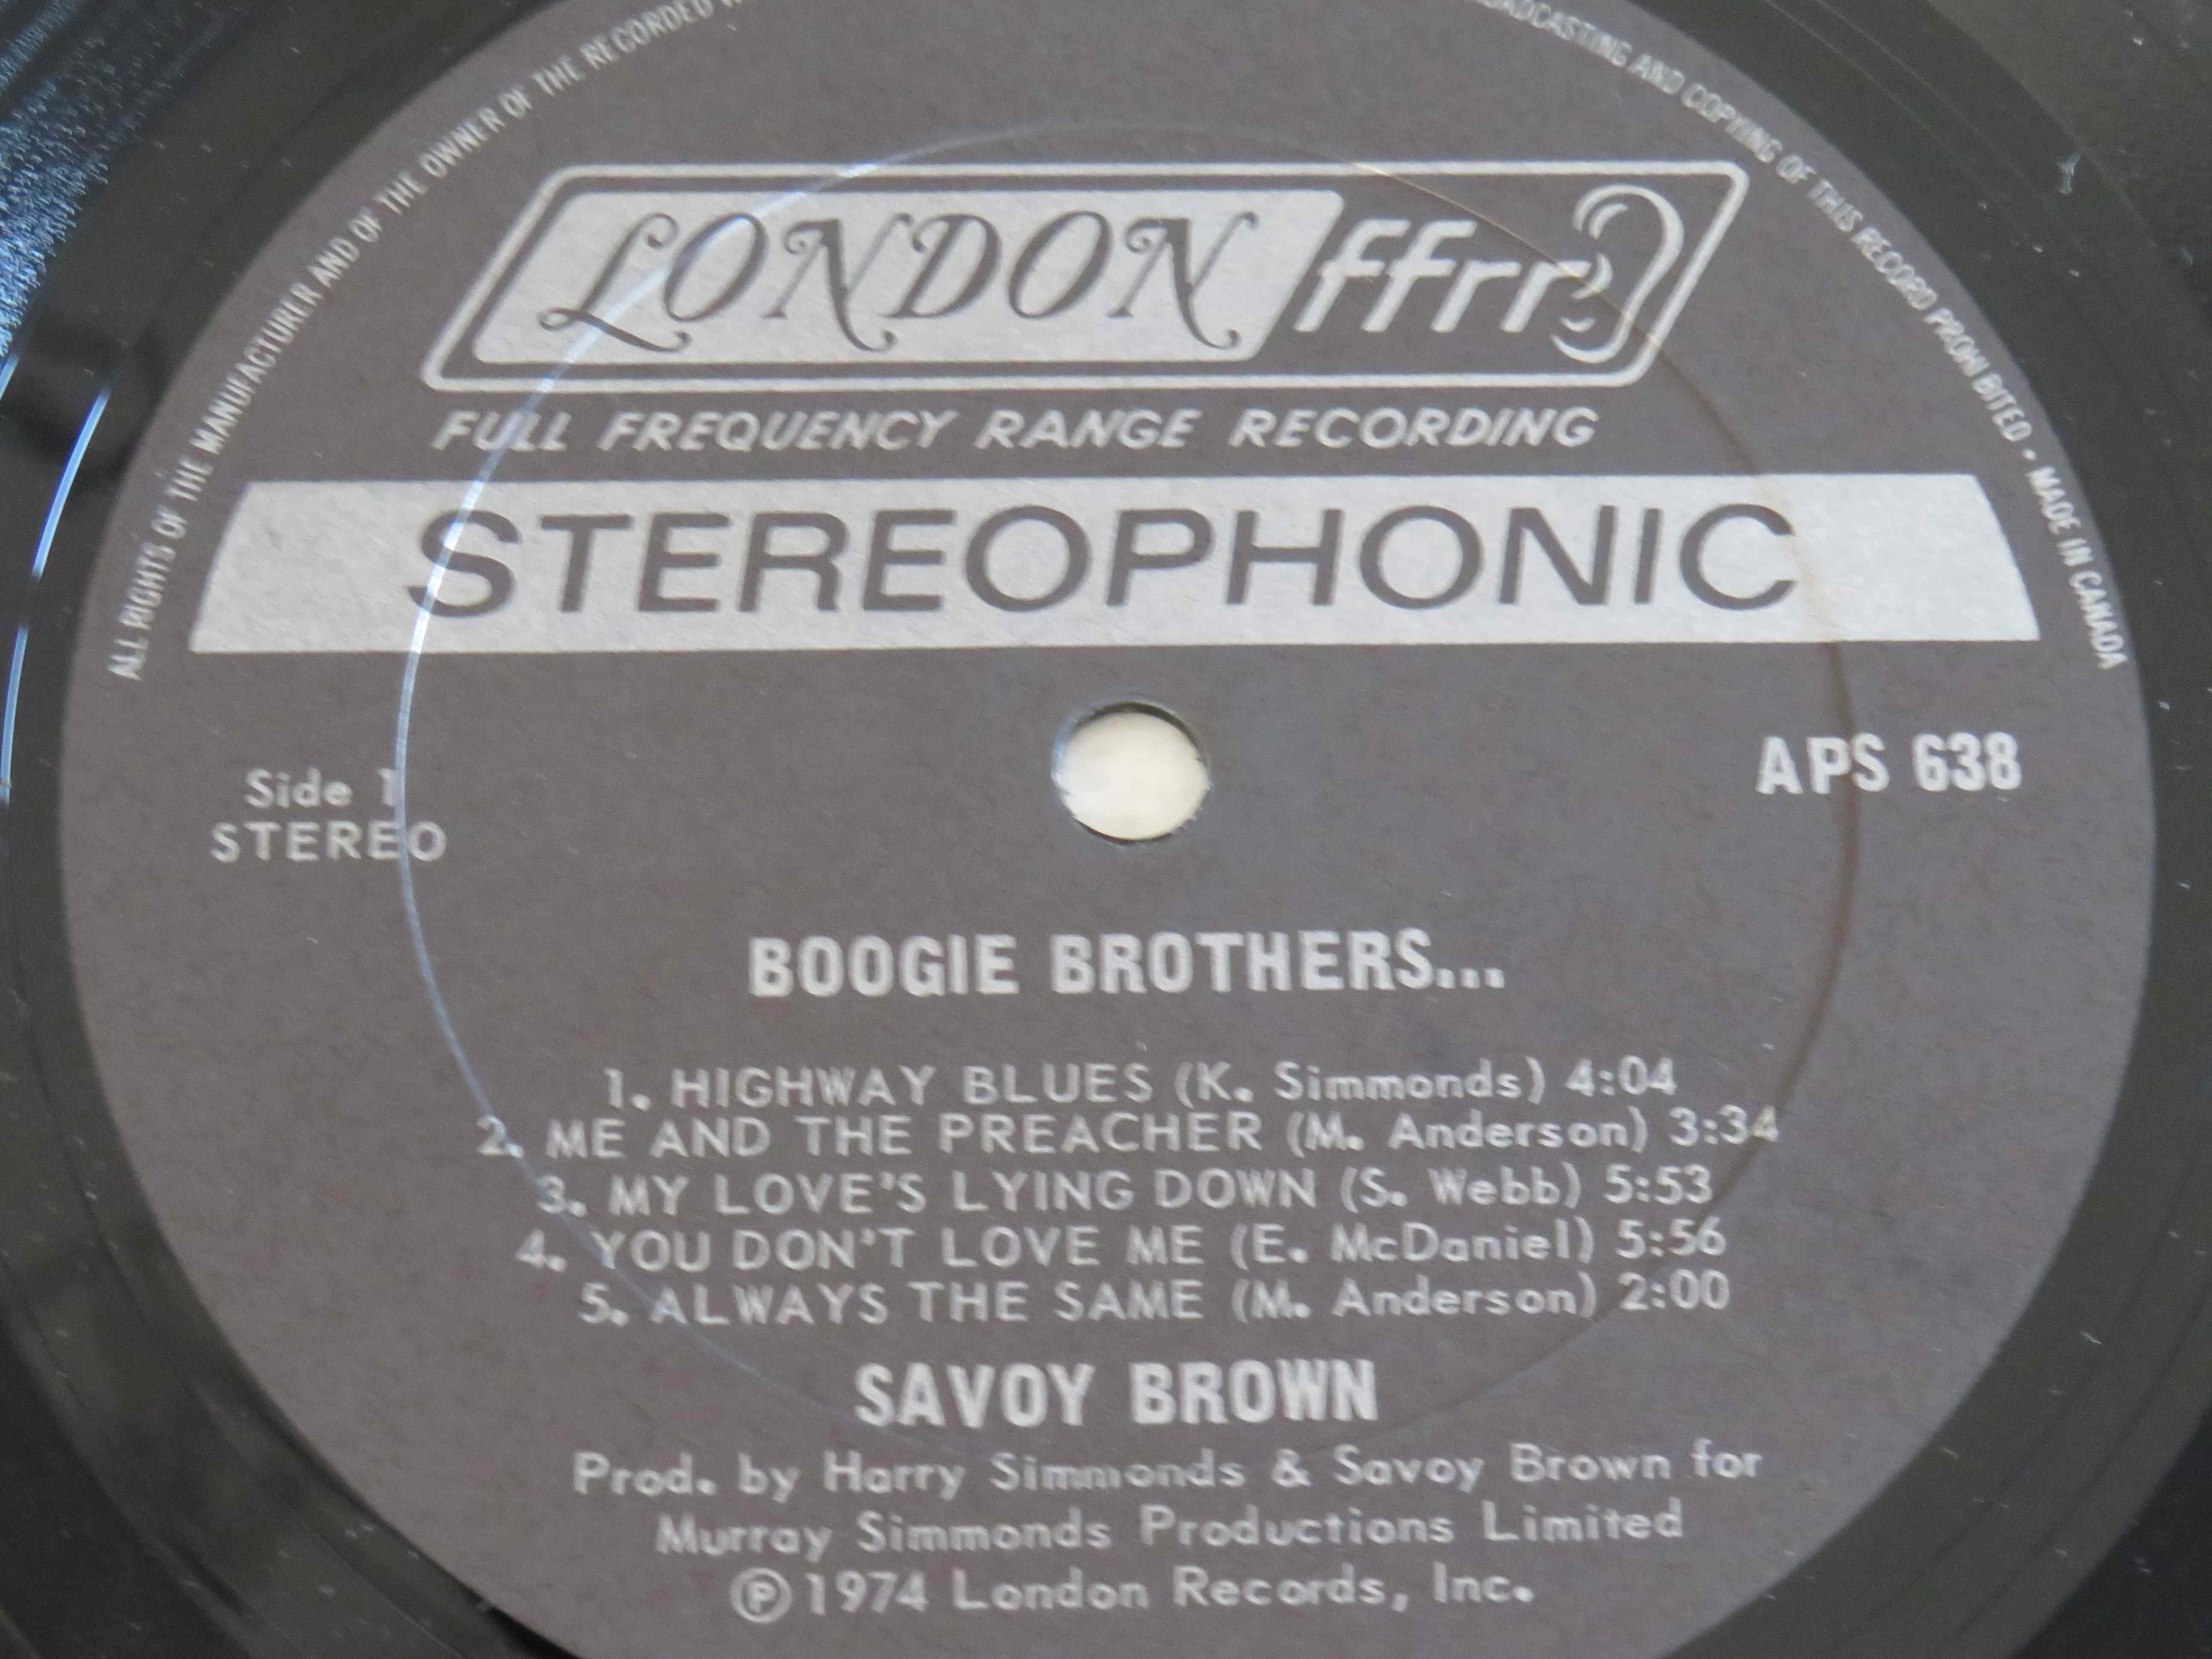 ALL RIGHTS OF THE MANUFACTURER AND OF THE OWNER OF THE RECORDED
BROADCASTING AND COPYING OF THIS RECORD PROHIBITED • MADE IN CANADA
LONDON ffrr
FULL FREQUENCY RANGE RECORDING
STEREOPHONIC
Side 1
STEREO
APS 638
BOOGIE BROTHERS...
1. HIGHWAY BLUES (K. Simmonds) 4:04
2. ME AND THE PREACHER (M. Anderson) 3:34
3. MY LOVE'S LYING DOWN (S. Webb) 5:53
4. YOU DON'T LOVE ME (E. McDaniel) 5:56
5. ALWAYS THE SAME (M. Anderson) 2:00
SAVOY BROWN
Prod. by Harry Simmonds & Savoy Brown for
Murray Simmonds Productions Limited
℗ 1974 London Records, Inc.